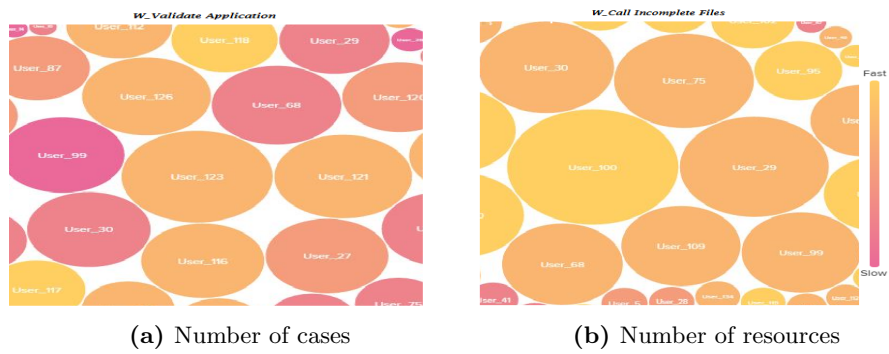 W_Validate Application
User_112
User_118
User_29
User_87
User_126
User_68
User_120
User_99
User_123
User_121
User_30
User_116
User_27
User_117
(a) Number of cases
W_Call Incomplete Files
User_30
User_75
User_95
User_100
User_29
User_68
User_109
User_99
User_41
User_5
User_28
User_134
Fast
Slow
(b) Number of resources